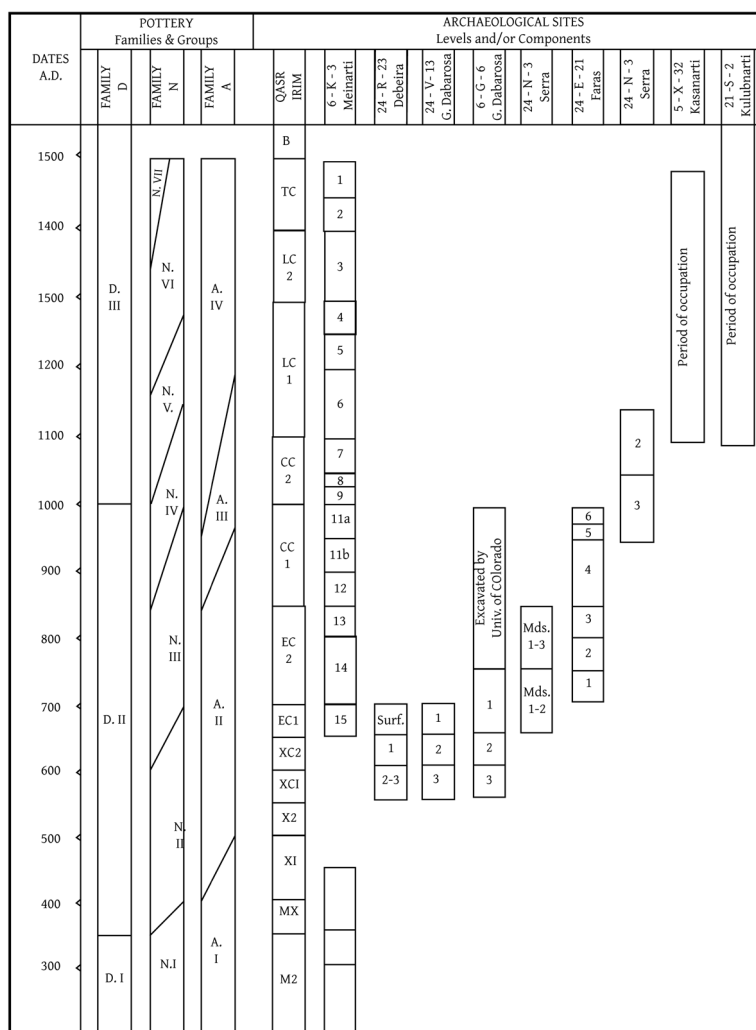 POTTERY
Families & Groups
ARCHAEOLOGICAL SITES
Levels and/or Components
DATES
A.D.
FAMILY
D
FAMILY
N
FAMILY
A
QASR
IRIM
6 - K - 3
Meinarti
24 - R - 23
Debeira
24 - V - 13
G. Dabarosa
6 - G - 6
G. Dabarosa
24 - N - 3
Serra
24 - E - 21
Faras
24 - N - 3
Serra
5 - X - 32
Kasanarti
21 -S - 2
Kulubnarti
1500
1400
1500
1200
1100
1000
900
800
700
600
500
400
300
D.
III
D. II
D. I
N. VII
N.
VI
N.
V.
N.
IV
N.
III
N.
II
N.I
A.
IV
A.
III
A.
II
A.
I
B
TC
LC
2
LC
1
CC
2
CC
1
EC
2
EC1
XC2
XCI
X2
XI
MX
M2
1
2
3
4
5
6
7
8
9
11a
11b
12
13
14
15
Surf.
1
2-3
1
2
3
Excavated by
Univ. of COlorado
1
2
3
Mds.
1-3
Mds.
1-2
6
5
4
3
2
1
2
3
Period of occupation
Period of occupation